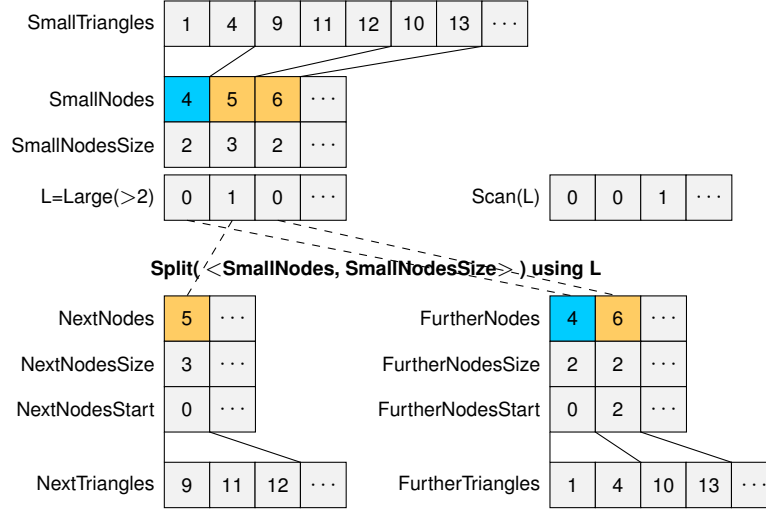 SmallTriangles 1 4 9 11 12 10 13 ···
SmallNodes 4 5 6 ···
SmallNodesSize 2 3 2 ···
L=Large(>2) 0 1 0 ··· Scan(L) 0 0 1 ···
Split( <SmallNodes, SmallNodesSize> ) using L
NextNodes 5 ··· FurtherNodes 4 6 ···
NextNodesSize 3 ··· FurtherNodesSize 2 2 ···
NextNodesStart 0 ··· FurtherNodesStart 0 2 ···
NextTriangles 9 11 12 ··· FurtherTriangles 1 4 10 13 ···